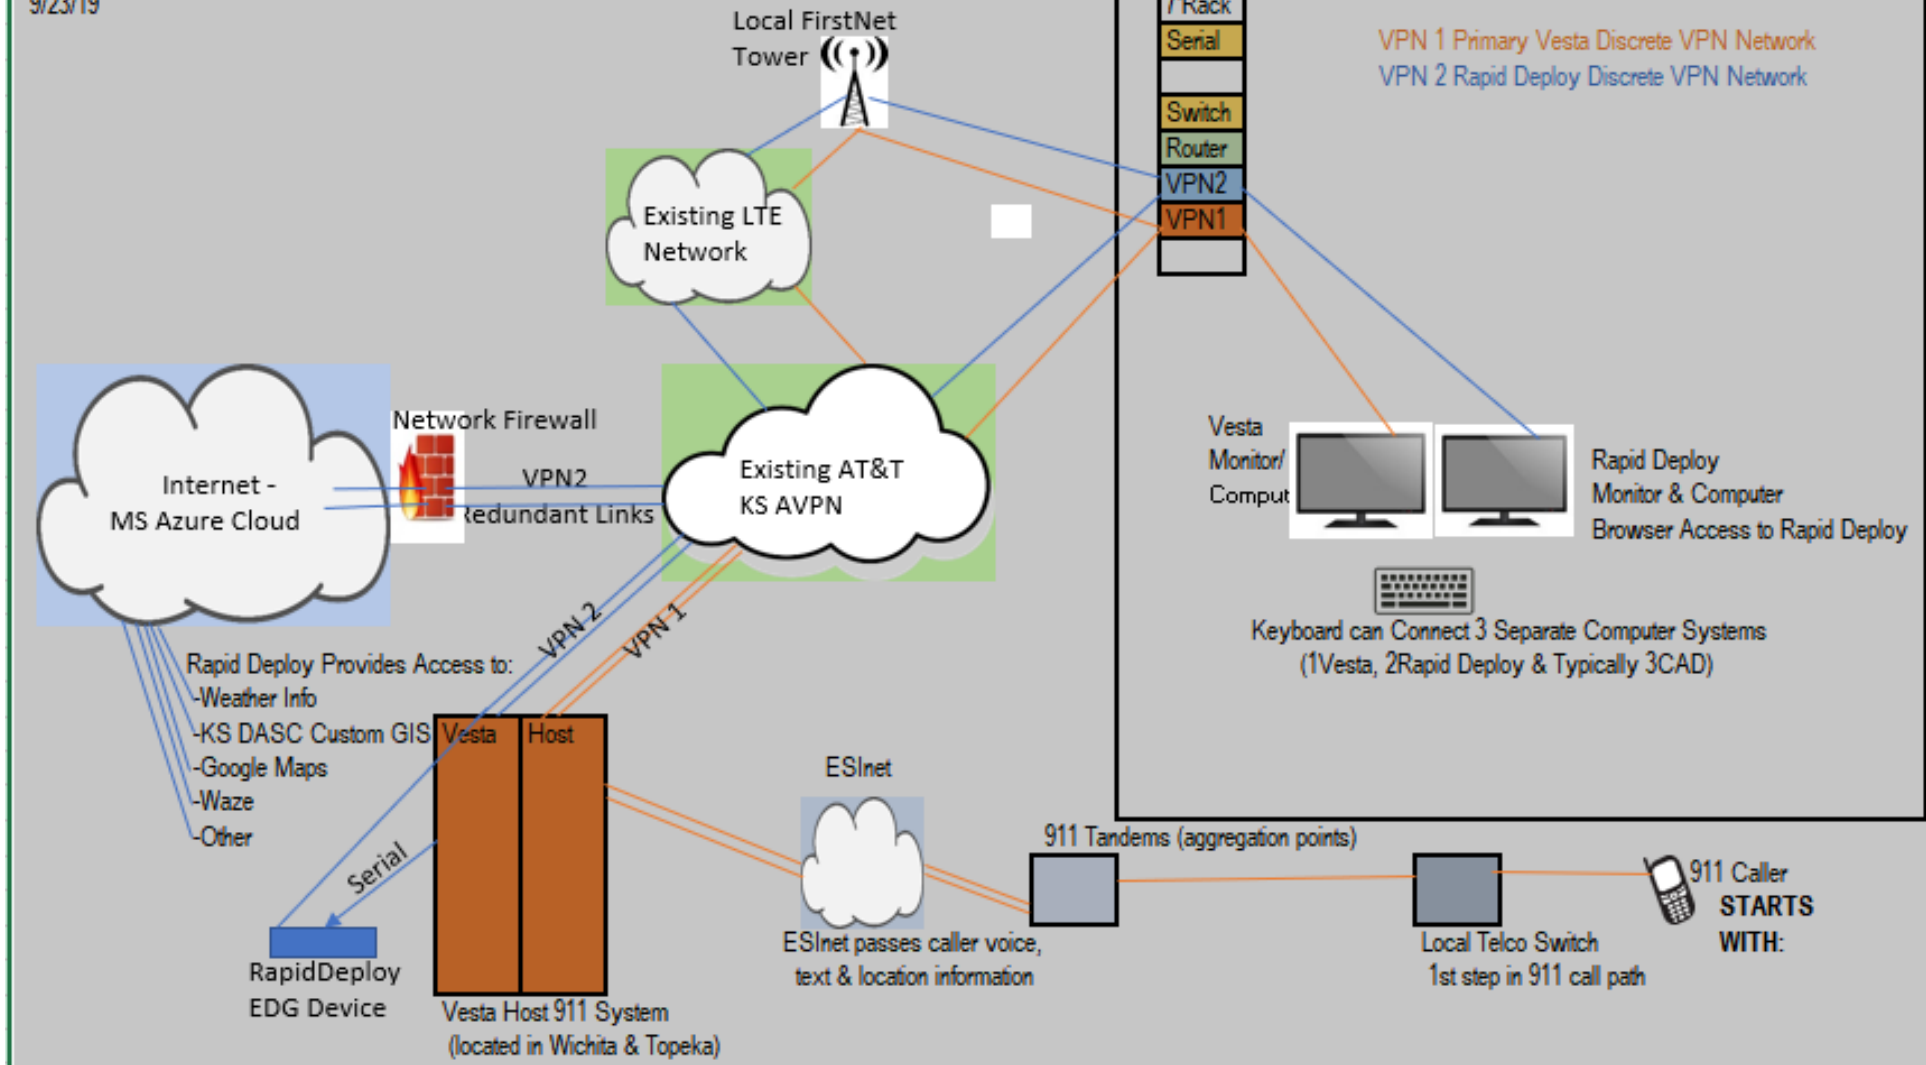 9/23/19
Local FirstNet
Tower
7'Rack
Serial
Switch
Router
VPN2
VPN1
VPN 1 Primary Vesta Discrete VPN Network
VPN 2 Rapid Deploy Discrete VPN Network
Existing LTE
Network
Network Firewall
VPN2
Redundant Links
Internet -
MS Azure Cloud
Existing AT&T
KS AVPN
Vesta
Monitor/
Comput
Rapid Deploy
Monitor & Computer
Browser Access to Rapid Deploy
Keyboard can Connect 3 Separate Computer Systems
(1Vesta, 2Rapid Deploy & Typically 3CAD)
VPN 2
VPN 1
Rapid Deploy Provides Access to:
-Weather Info
-KS DASC Custom GIS
-Google Maps
-Waze
-Other
Vesta
Host
Serial
RapidDeploy
EDG Device
Vesta Host 911 System
(located in Wichita & Topeka)
ESInet
ESInet passes caller voice,
text & location information
911 Tandems (aggregation points)
Local Telco Switch
1st step in 911 call path
911 Caller
STARTS
WITH: